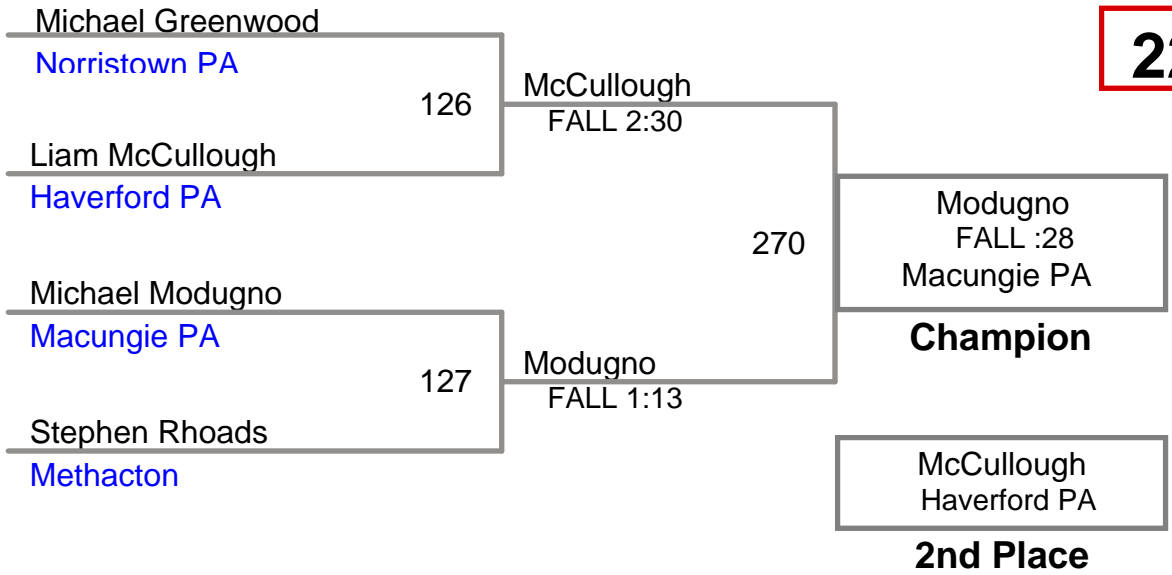 Michael Greenwood
Norristown PA
126
Liam McCullough
Haverford PA
McCullough
FALL 2:30
Michael Modugno
Macungie PA
127
Stephen Rhoads
Methacton
Modugno
FALL 1:13
270
Modugno
FALL :28
Macungie PA
Champion
McCullough
Haverford PA
2nd Place